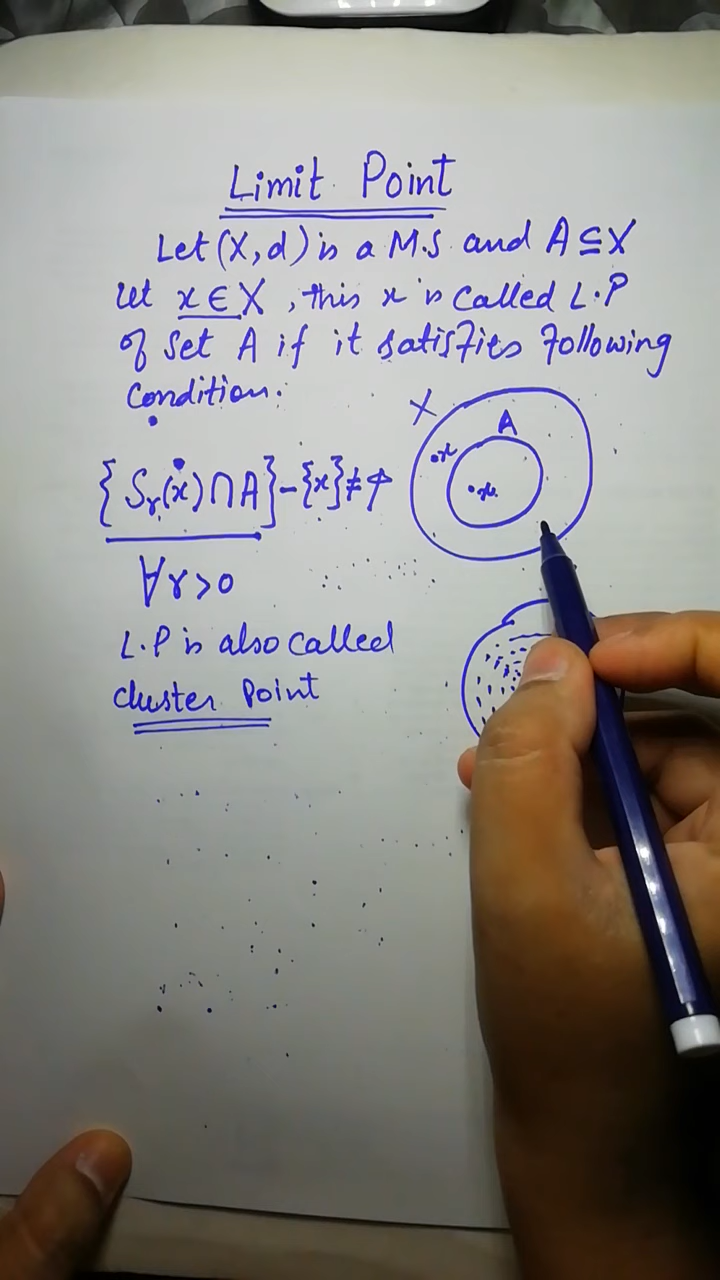 Limit Point
Let (X,d) is a M.S. and A⊆X
Let x∈X, this x is called L.P
of Set A if it satisfies following
Condition.
{Sᵣ(x)∩A}-{x}≠ϕ
X
A
x
x
∀r>0
L.P is also called
cluster Point